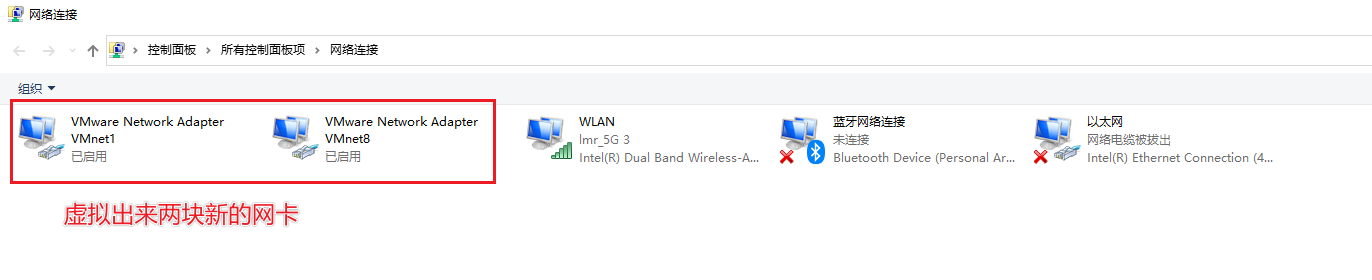 网络连接
控制面板 › 所有控制面板项 › 网络连接
组织
VMware Network Adapter
VMnet1
已启用
VMware Network Adapter
VMnet8
已启用
WLAN
lmr_5G 3
Intel(R) Dual Band Wireless-A...
蓝牙网络连接
未连接
Bluetooth Device (Personal Ar...
以太网
网络电缆被拔出
Intel(R) Ethernet Connection (4...
虚拟出来两块新的网卡